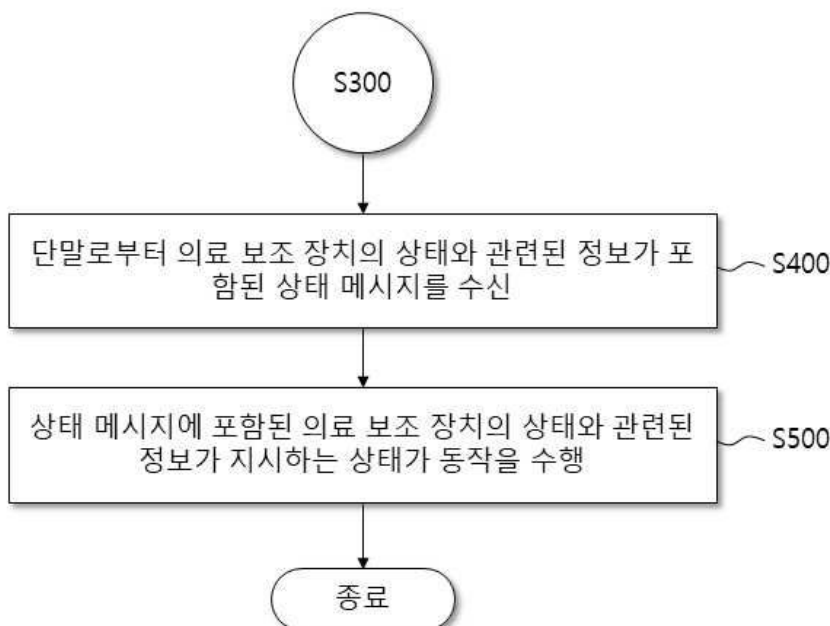 S300
단말로부터 의료 보조 장치의 상태와 관련된 정보가 포
함된 상태 메시지를 수신
S400
상태 메시지에 포함된 의료 보조 장치의 상태와 관련된
정보가 지시하는 상태가 동작을 수행
S500
종료